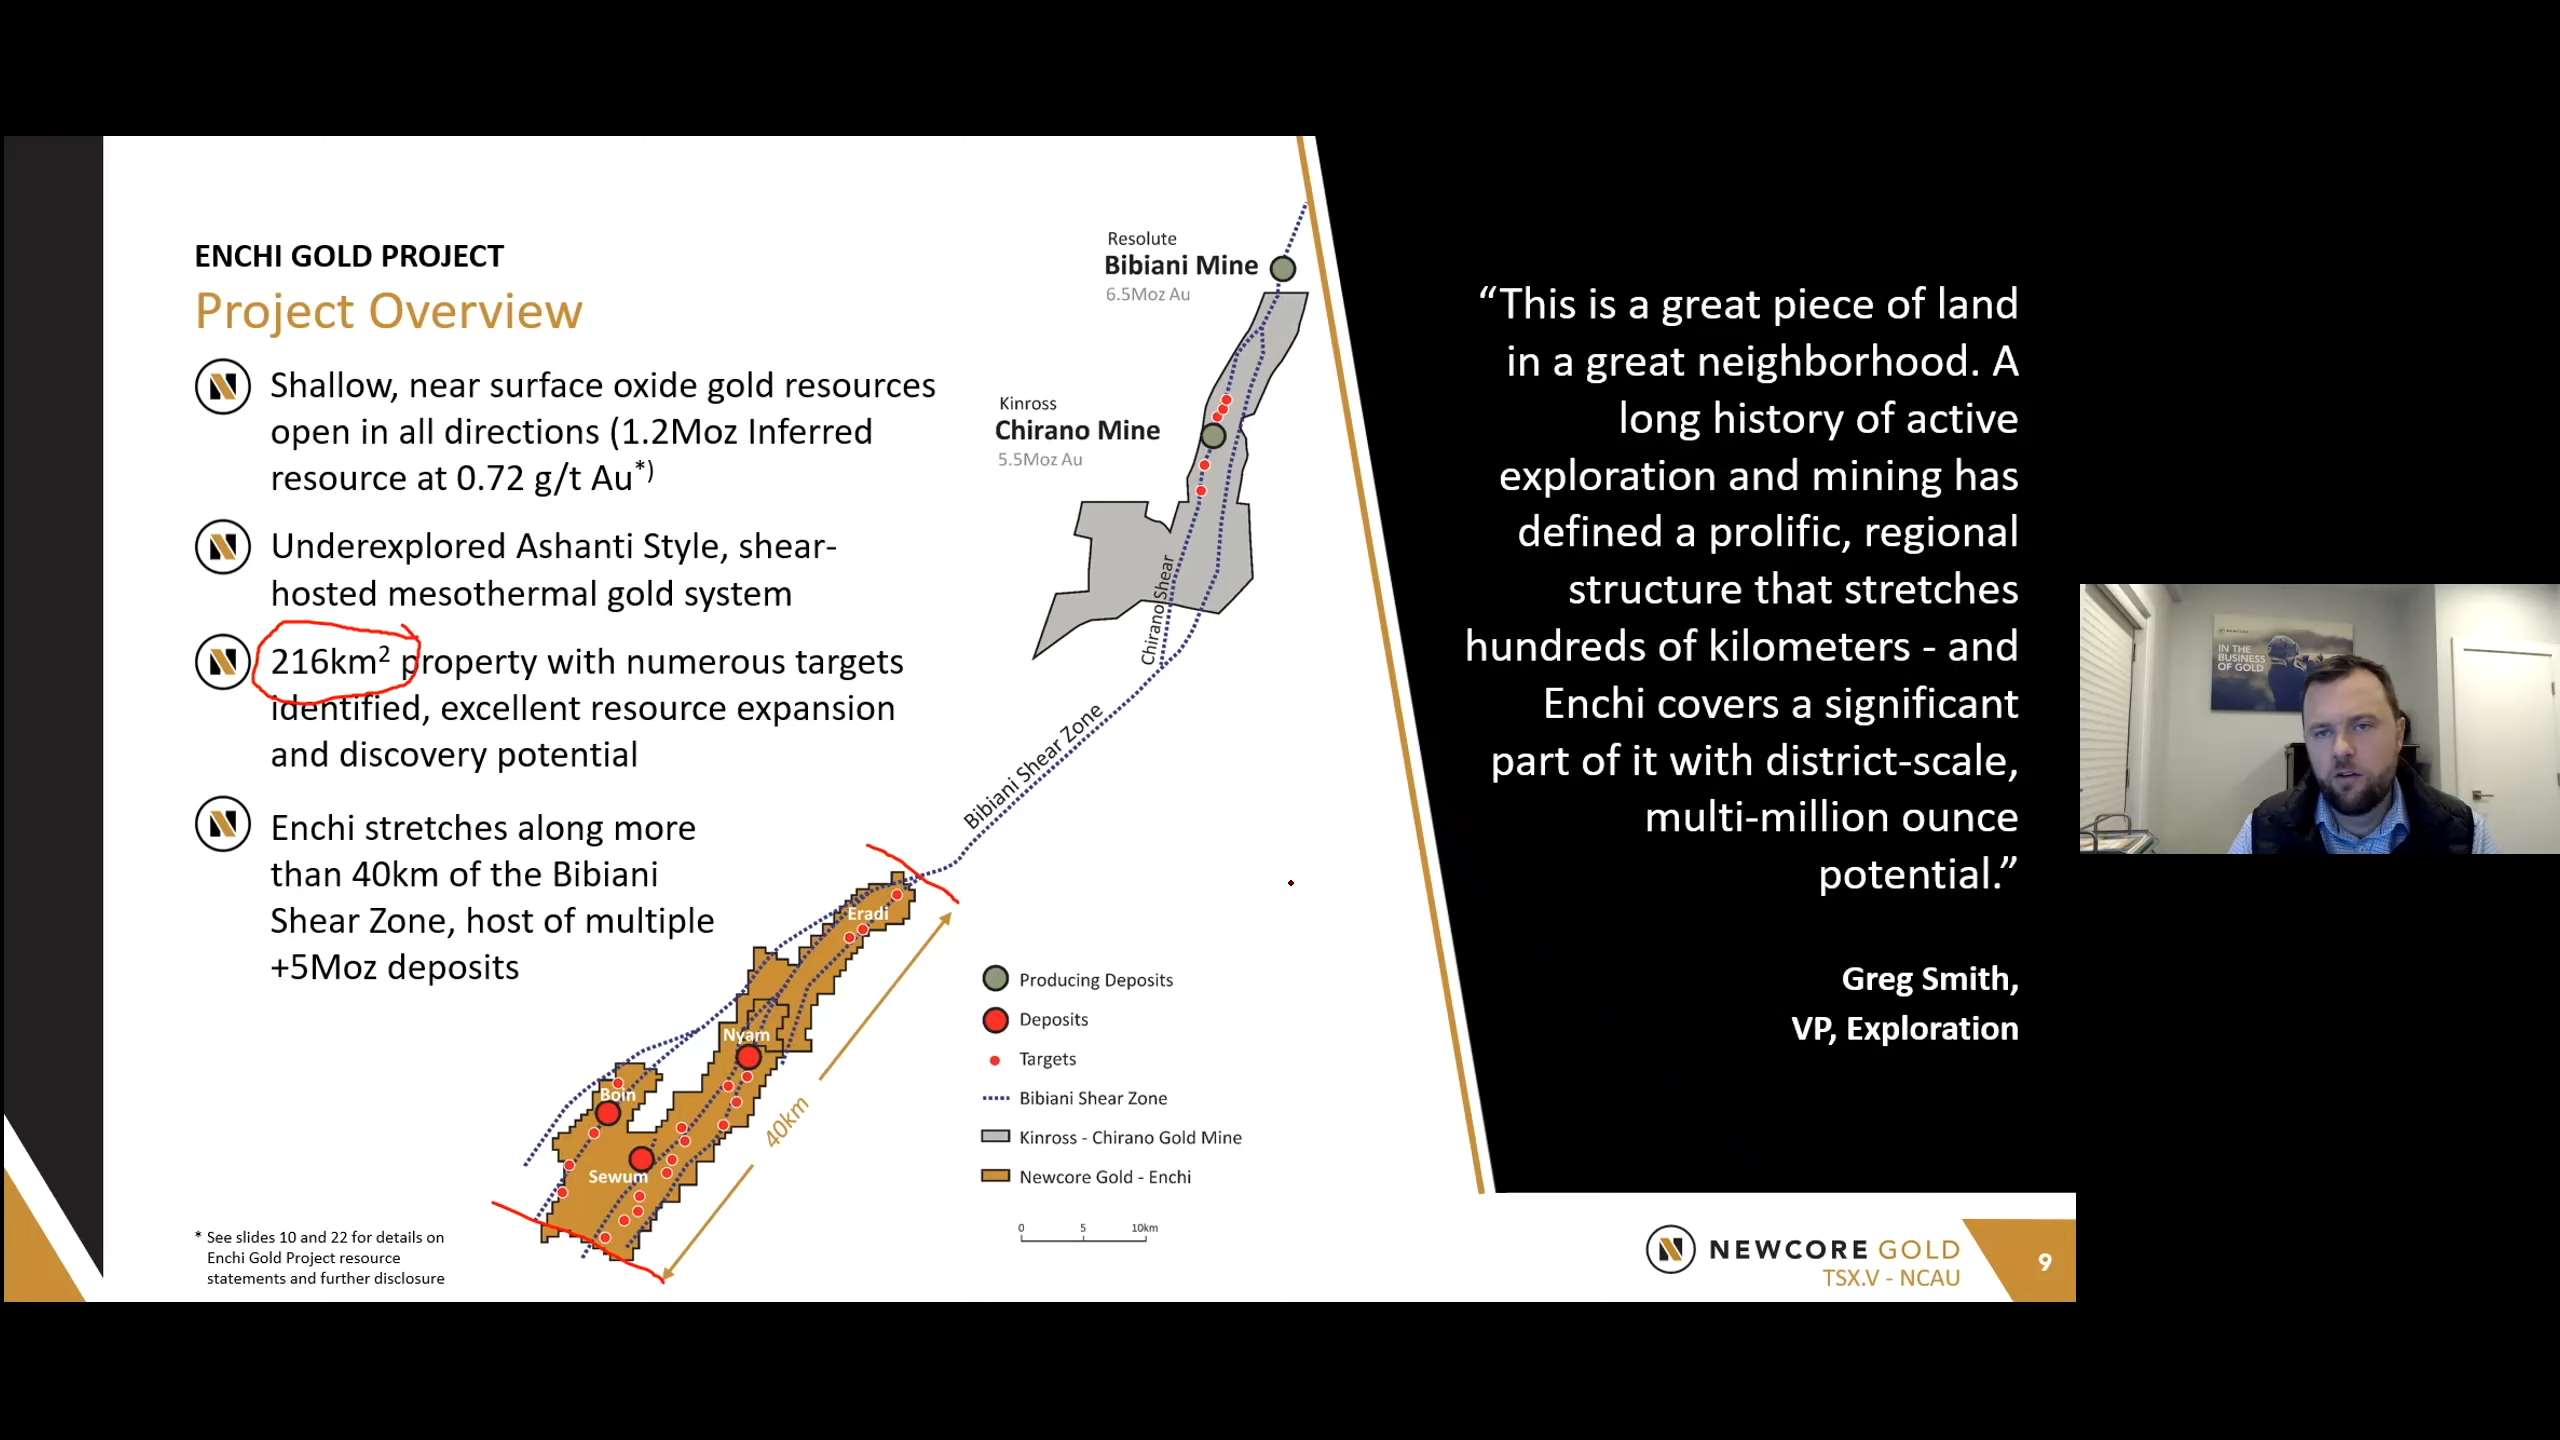 ENCHI GOLD PROJECT
Project Overview
Shallow, near surface oxide gold resources
open in all directions (1.2Moz Inferred
resource at 0.72 g/t Au*)
Underexplored Ashanti Style, shear-
hosted mesothermal gold system
216km² property with numerous targets
identified, excellent resource expansion
and discovery potential
Enchi stretches along more
than 40km of the Bibiani
Shear Zone, host of multiple
+5Moz deposits
* See slides 10 and 22 for details on
Enchi Gold Project resource
statements and further disclosure
Resolute
Bibiani Mine
6.5Moz Au
Kinross
Chirano Mine
5.5Moz Au
Chirano Shear
Bibiani Shear Zone
Eradi
Nyam
Boin
Sewum
40km
Producing Deposits
Deposits
Targets
Bibiani Shear Zone
Kinross - Chirano Gold Mine
Newcore Gold - Enchi
0 5 10km
“This is a great piece of land
in a great neighborhood. A
long history of active
exploration and mining has
defined a prolific, regional
structure that stretches
hundreds of kilometers - and
Enchi covers a significant
part of it with district-scale,
multi-million ounce
potential.”
Greg Smith,
VP, Exploration
NEWCORE GOLD
TSX.V - NCAU
9
IN THE
BUSINESS
OF GOLD